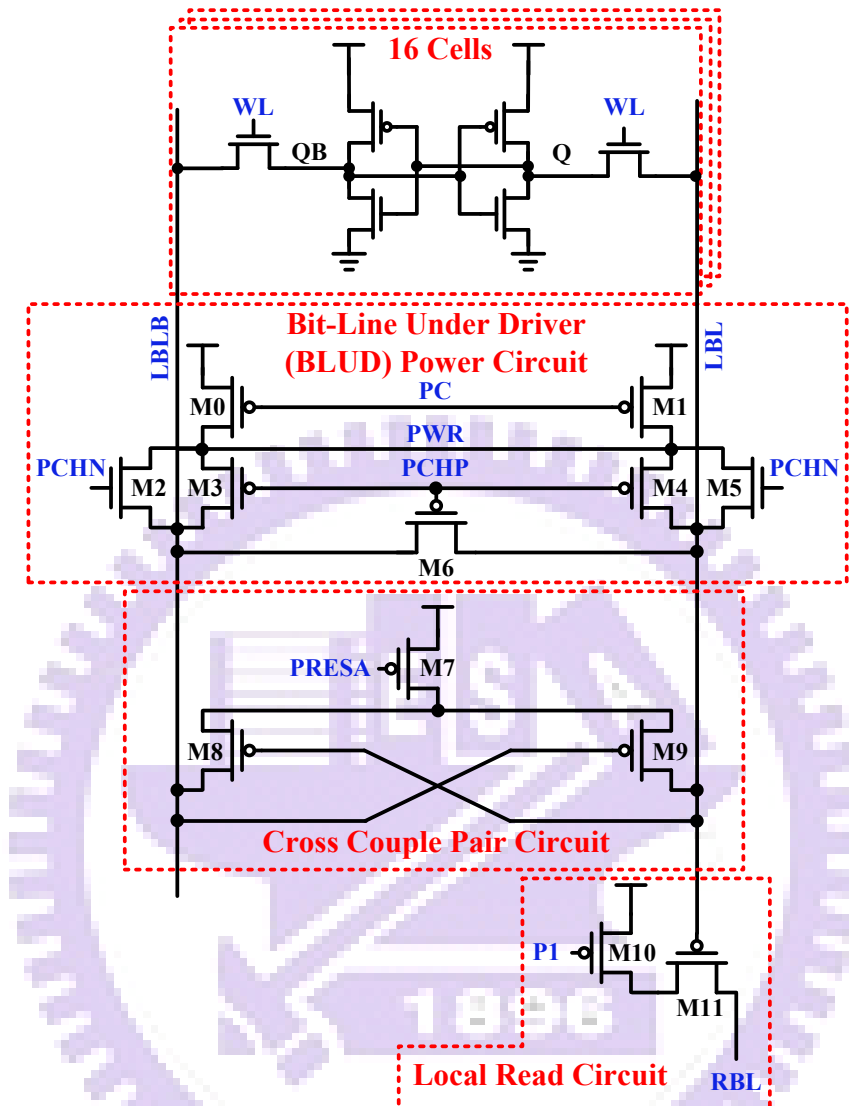 16 Cells
WL
WL
QB
Q
LBLB
Bit-Line Under Driver
(BLUD) Power Circuit
LBL
M0
PC
M1
PWR
PCHN
M2
M3
PCHP
M4
M5
PCHN
M6
PRESA
M7
M8
M9
Cross Couple Pair Circuit
P1
M10
M11
1896
Local Read Circuit
RBL